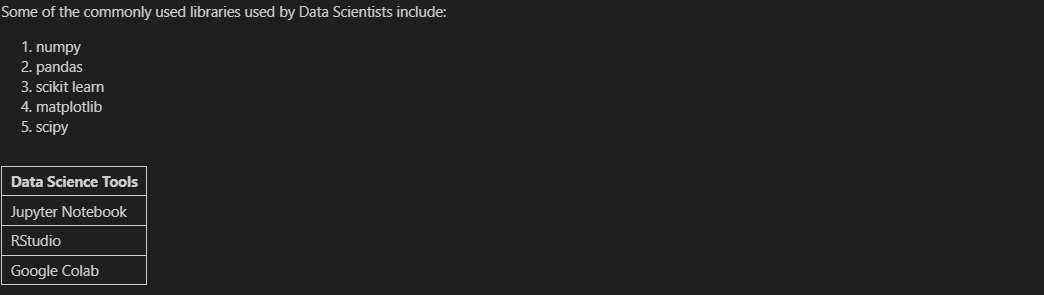 Some of the commonly used libraries used by Data Scientists include:
1. numpy
2. pandas
3. scikit learn
4. matplotlib
5. scipy
Data Science Tools
Jupyter Notebook
RStudio
Google Colab